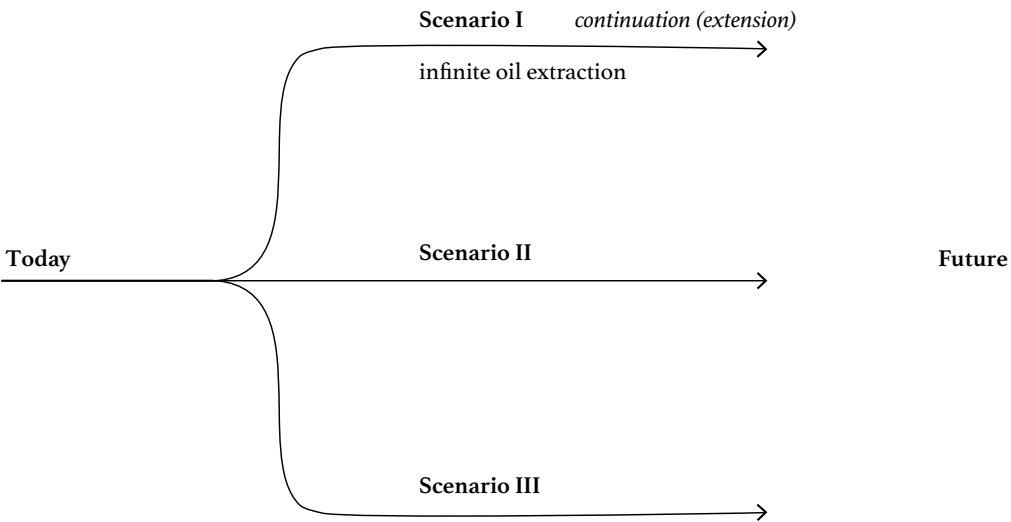 Scenario I continuation (extension)
infinite oil extraction
Today
Scenario II
Future
Scenario III